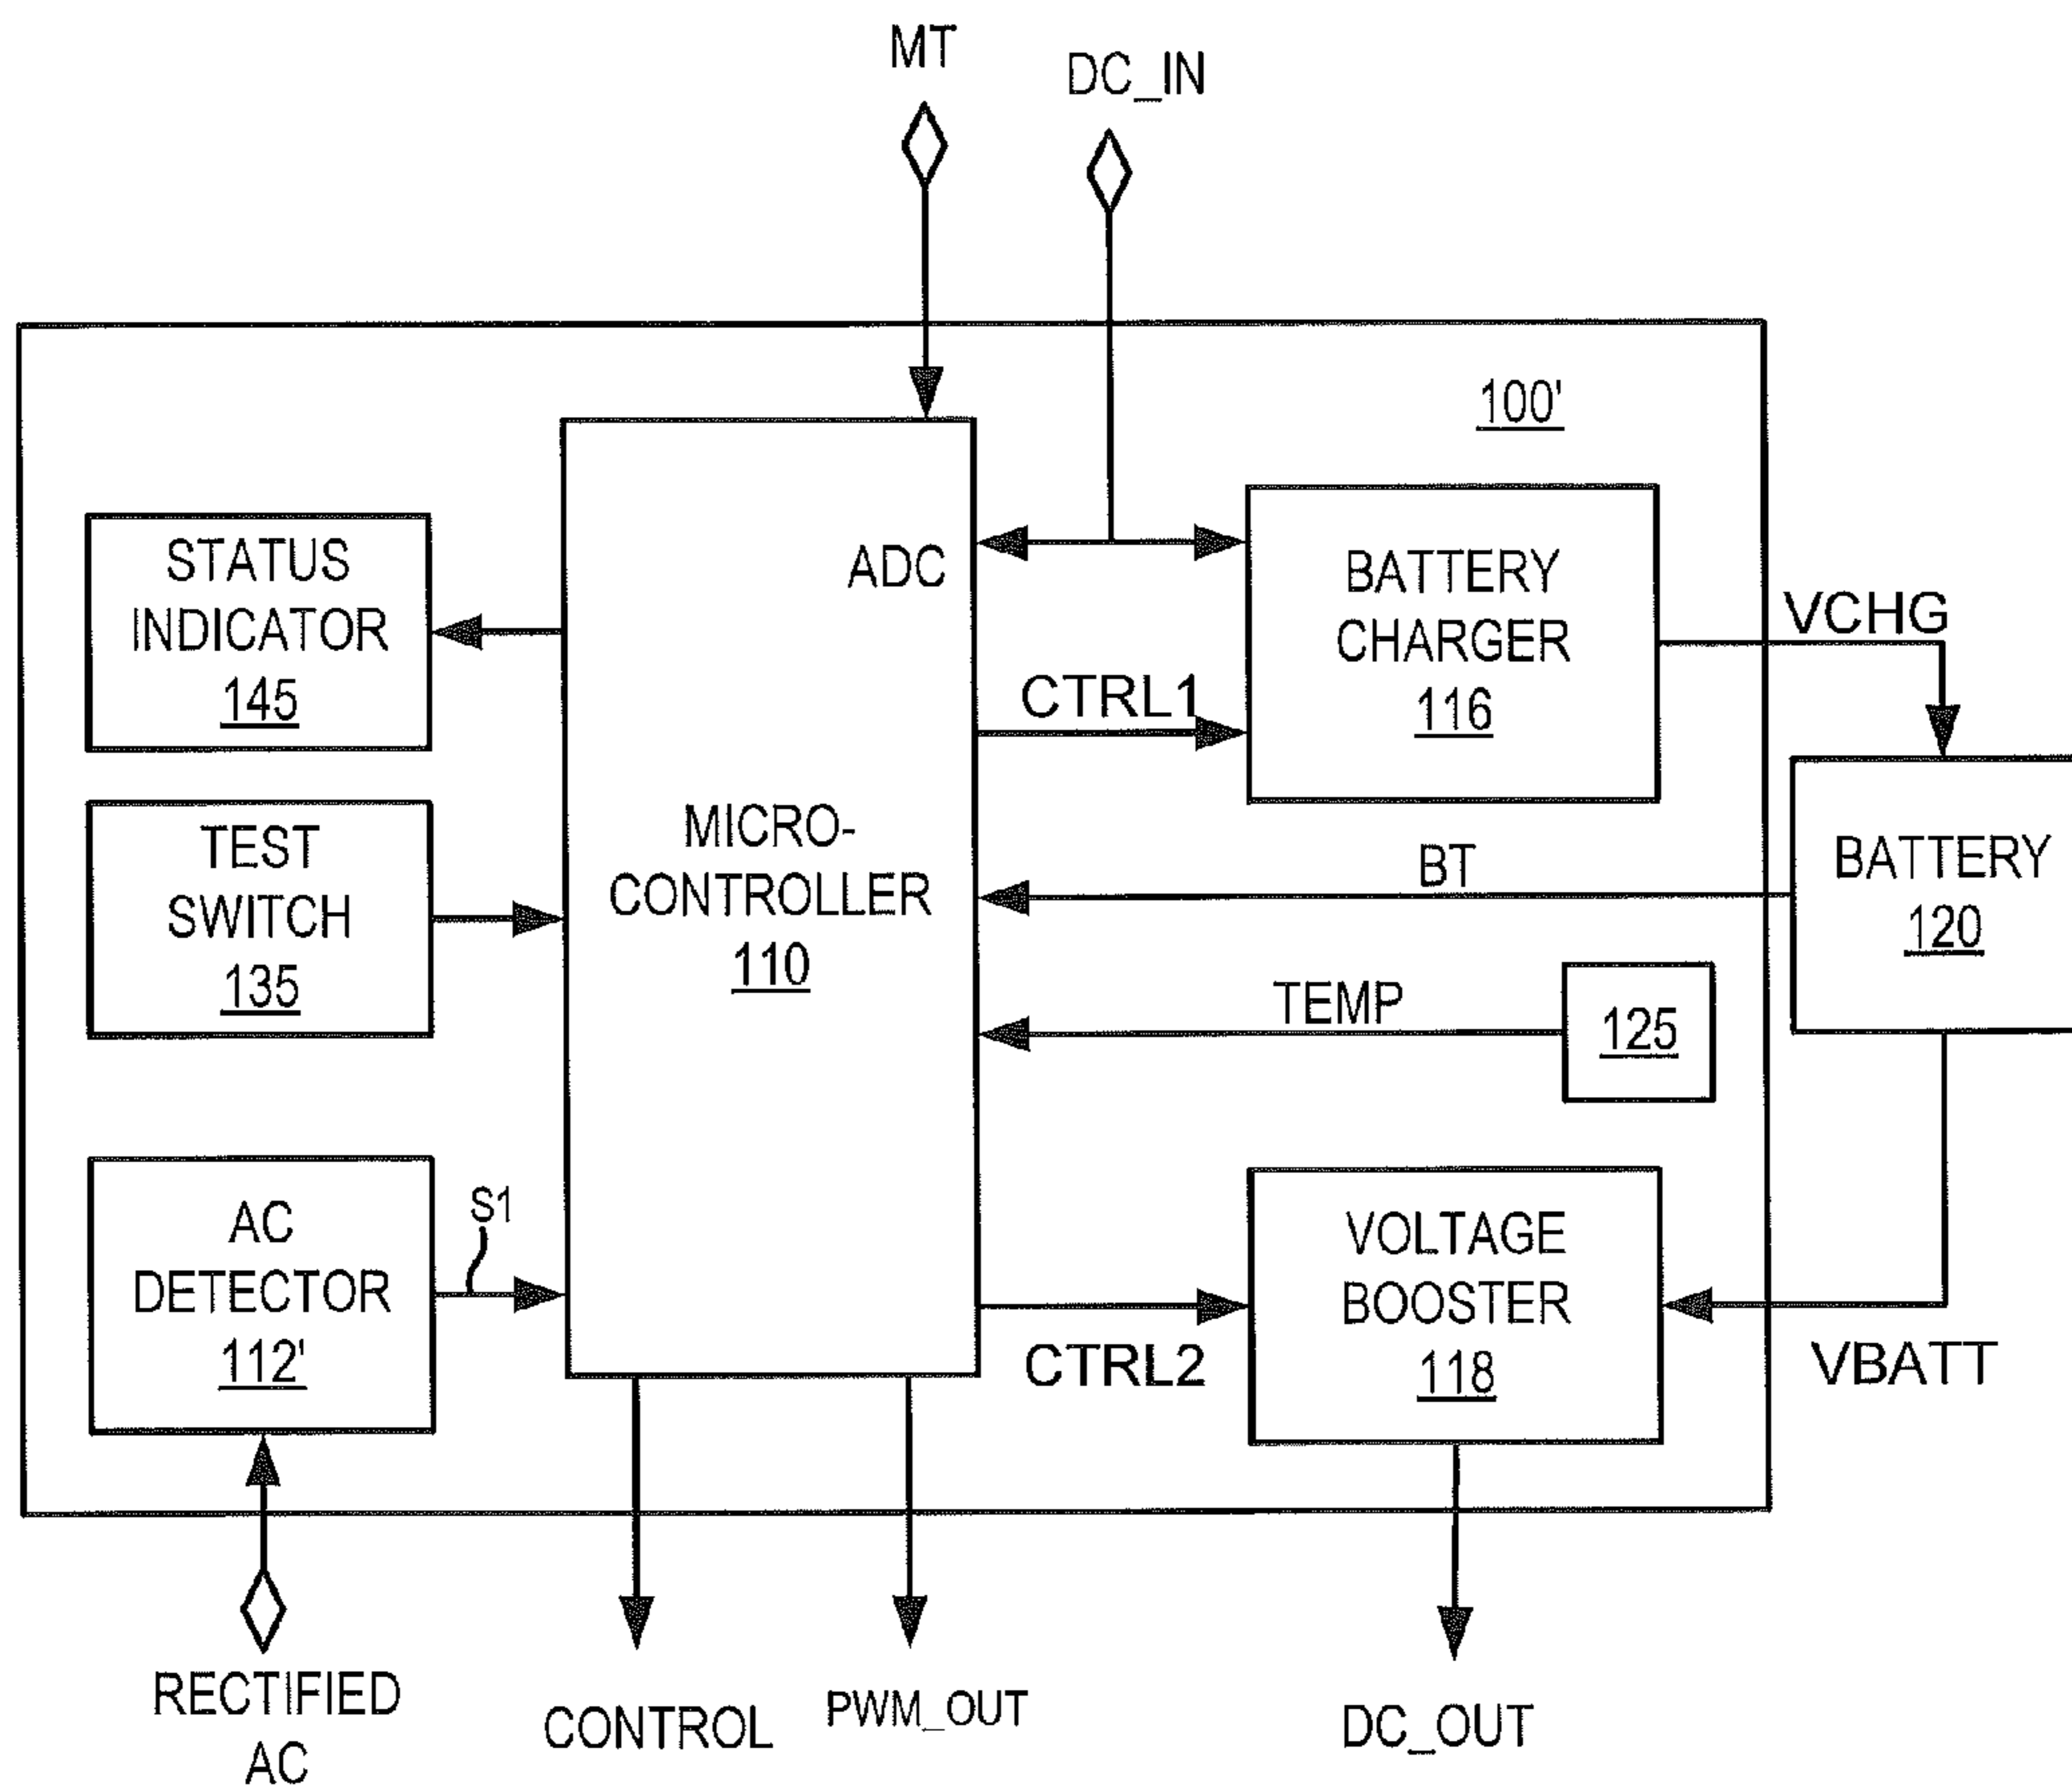 MT
DC_IN
100'
STATUS
INDICATOR
145
ADC
BATTERY
CHARGER
116
VCHG
CTRL1
TEST
SWITCH
135
MICRO-
CONTROLLER
110
BT
BATTERY
120
TEMP
125
AC
DETECTOR
112'
S1
VOLTAGE
BOOSTER
118
CTRL2
VBATT
RECTIFIED
AC
CONTROL
PWM_OUT
DC_OUT